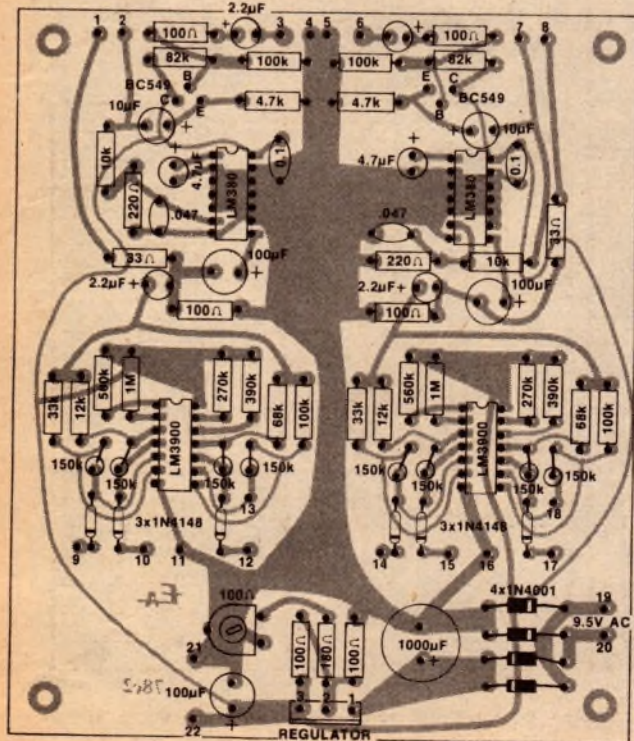 2.2µF
1 2 3 4 5 6 7 8
100Ω 100Ω
82k 100k 100k 82k
B E C
BC549 BC549
C E 4.7k 4.7k B
10µF 10µF
10k 4.7µF LM380 0.1 4.7µF LM380 0.1
220Ω .047 .047 33Ω
33Ω 100µF 220Ω 10k
2.2µF 2.2µF 100µF
100Ω 100Ω
33k 12k 560k 1M 270k 390k 68k 100k 33k 12k 560k 1M 270k 390k 68k 100k
LM3900 LM3900
150k 150k 150k 150k 150k 150k 150k 150k
13 18
3x1N4148 3x1N4148
9 10 11 12 14 15 16 17
EA
100Ω 4x1N4001 19
9.5V AC
20
21 100Ω 180Ω 100Ω 1000µF
100µF
3 2 1
22
REGULATOR